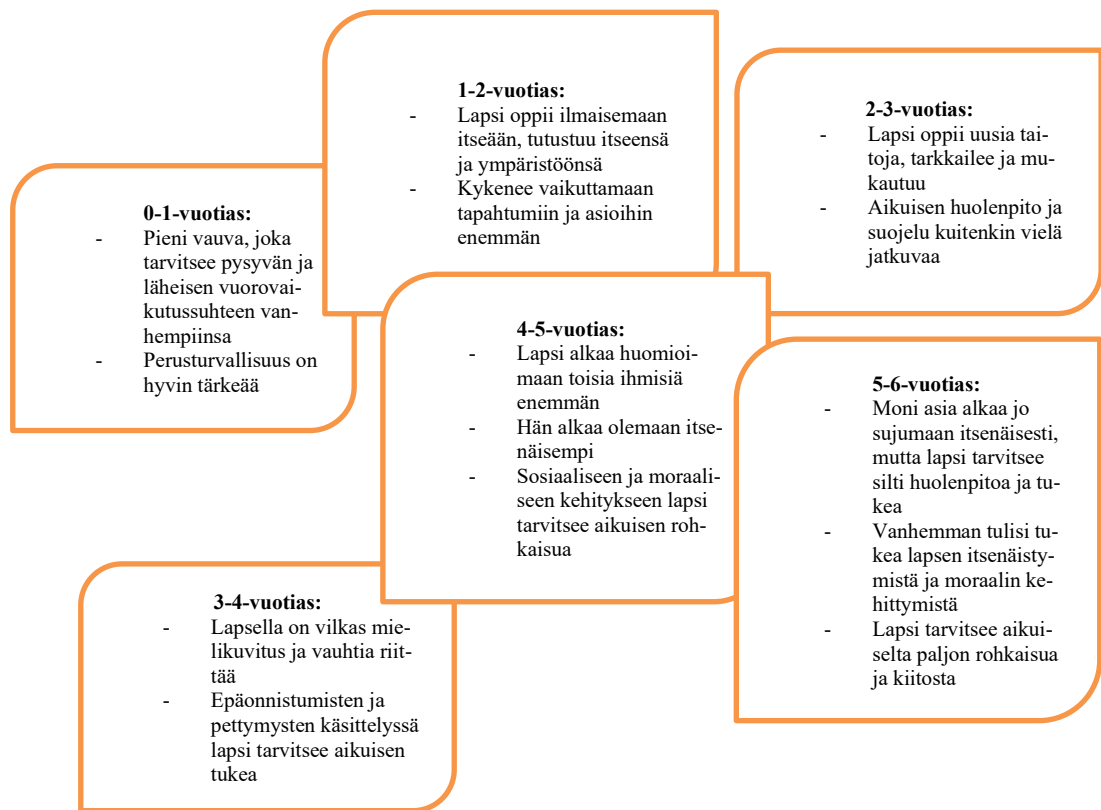 0-1-vuotias:
- Pieni vauva, joka
tarvitsee pysyvän ja
läheisen vuorovai-
kutussuhteen van-
hempiinsa
- Perusturvallisuus on
hyvin tärkeää
1-2-vuotias:
- Lapsi oppii ilmaisemaan
itseään, tutustuu itseensä
ja ympäristöönsä
- Kykenee vaikuttamaan
tapahtumiin ja asioihin
enemmän
2-3-vuotias:
- Lapsi oppii uusia tai-
toja, tarkkailee ja mu-
kautuu
- Aikuisen huolenpito ja
suojelu kuitenkin vielä
jatkuvaa
3-4-vuotias:
- Lapsella on vilkas mie-
likuvitus ja vauhtia riit-
tää
- Epäonnistumisten ja
pettymysten käsittelyssä
lapsi tarvitsee aikuisen
tukea
4-5-vuotias:
- Lapsi alkaa huomioi-
maan toisia ihmisiä
enemmän
- Hän alkaa olemaan itse-
näisempi
- Sosiaaliseen ja moraali-
seen kehitykseen lapsi
tarvitsee aikuisen roh-
kaisua
5-6-vuotias:
- Moni asia alkaa jo
sujumaan itsenäisesti,
mutta lapsi tarvitsee
silti huolenpitoa ja tu-
kea
- Vanhemman tulisi tu-
kea lapsen itsenäisty-
mistä ja moraalin ke-
hittymistä
- Lapsi tarvitsee aikui-
selta paljon rohkaisua
ja kiitosta